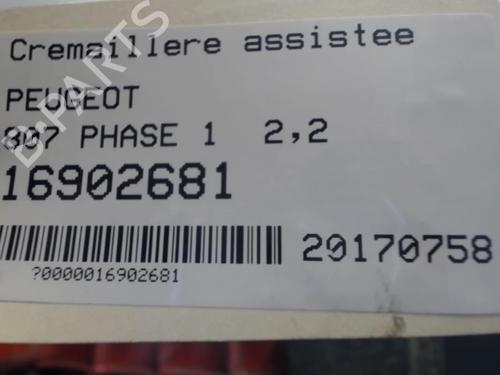 Cremaillere assistee
PEUGEOT
807 PHASE 1 2,2
16902681
20170758
?0000016902681
B-PARTS